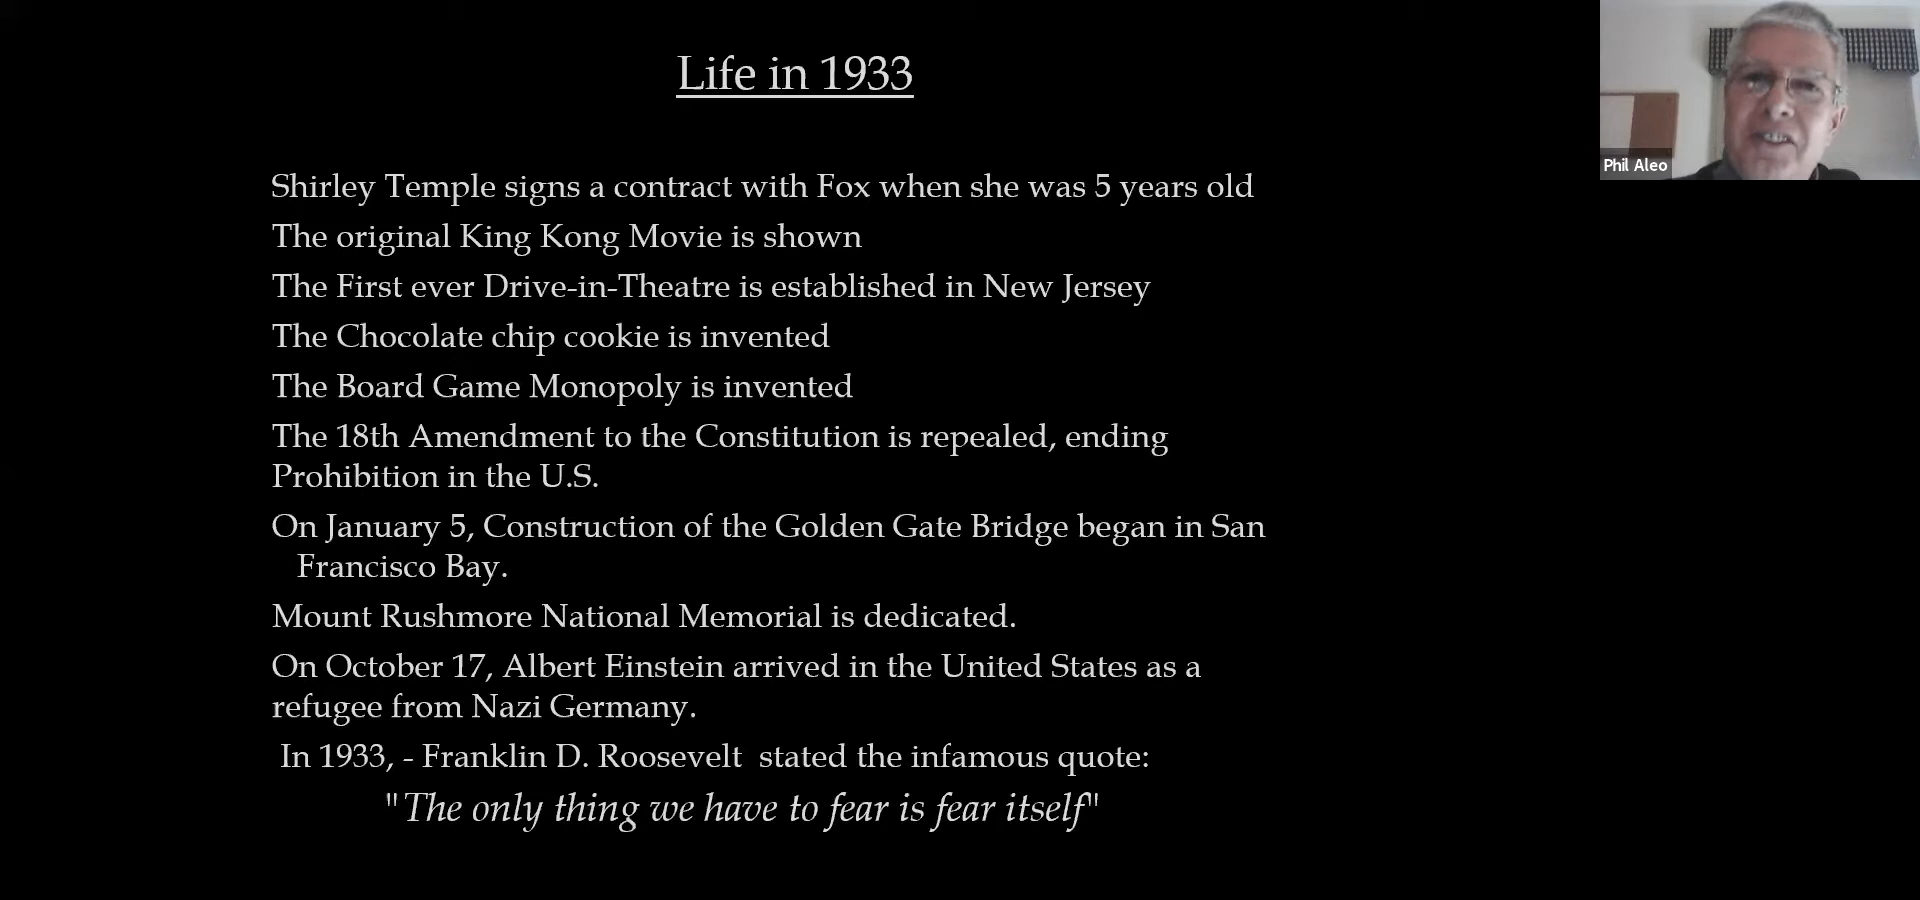 Life in 1933
Phil Aleo
Shirley Temple signs a contract with Fox when she was 5 years old
The original King Kong Movie is shown
The First ever Drive-in-Theatre is established in New Jersey
The Chocolate chip cookie is invented
The Board Game Monopoly is invented
The 18th Amendment to the Constitution is repealed, ending
Prohibition in the U.S.
On January 5, Construction of the Golden Gate Bridge began in San
Francisco Bay.
Mount Rushmore National Memorial is dedicated.
On October 17, Albert Einstein arrived in the United States as a
refugee from Nazi Germany.
In 1933, - Franklin D. Roosevelt  stated the infamous quote:
"The only thing we have to fear is fear itself"